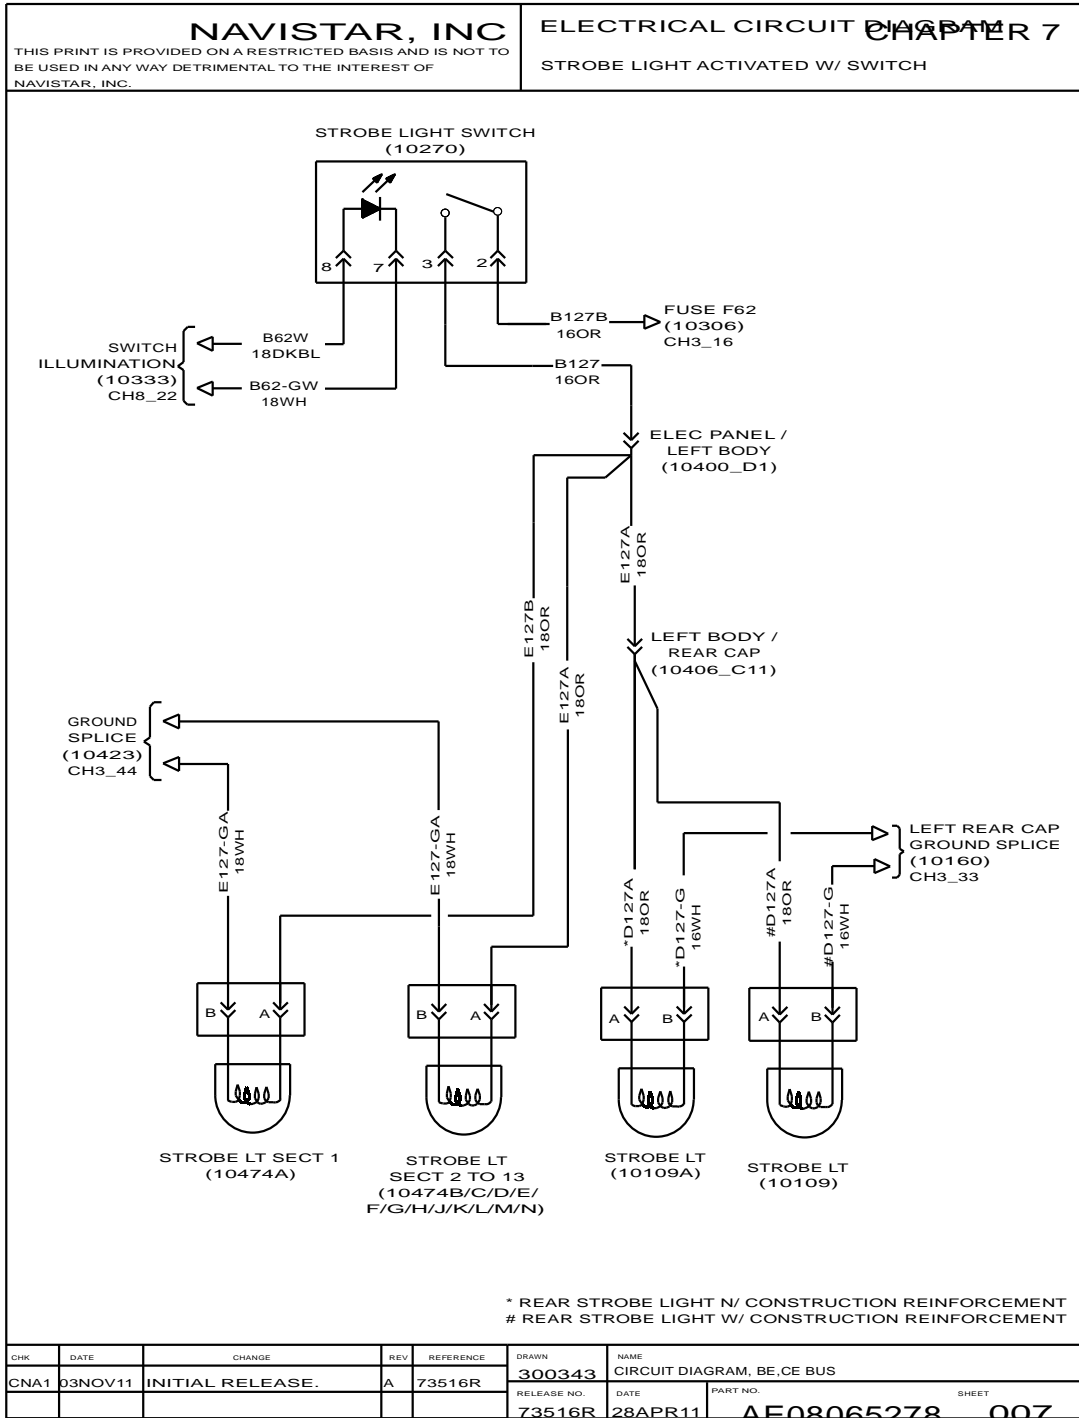 NAVISTAR, INC
THIS PRINT IS PROVIDED ON A RESTRICTED BASIS AND IS NOT TO
BE USED IN ANY WAY DETRIMENTAL TO THE INTEREST OF
NAVISTAR, INC.
ELECTRICAL CIRCUIT DIAGRAM
CHAPTER 7
STROBE LIGHT ACTIVATED W/ SWITCH
STROBE LIGHT SWITCH
(10270)
8
7
3
2
B127B
16OR
FUSE F62
(10306)
CH3_16
SWITCH
ILLUMINATION
(10333)
CH8_22
B62W
18DKBL
B62-GW
18WH
B127
16OR
ELEC PANEL /
LEFT BODY
(10400_D1)
E127A
18OR
E127B
18OR
E127A
18OR
LEFT BODY /
REAR CAP
(10406_C11)
GROUND
SPLICE
(10423)
CH3_44
E127-GA
18WH
E127-GA
18WH
*D127A
18OR
*D127-G
16WH
#D127A
18OR
#D127-G
16WH
LEFT REAR CAP
GROUND SPLICE
(10160)
CH3_33
B
A
B
A
A
B
A
B
STROBE LT SECT 1
(10474A)
STROBE LT
SECT 2 TO 13
(10474B/C/D/E/
F/G/H/J/K/L/M/N)
STROBE LT
(10109A)
STROBE LT
(10109)
* REAR STROBE LIGHT N/ CONSTRUCTION REINFORCEMENT
# REAR STROBE LIGHT W/ CONSTRUCTION REINFORCEMENT
CHK DATE CHANGE REV REFERENCE
CNA1 03NOV11 INITIAL RELEASE. A 73516R
DRAWN
300343
NAME
CIRCUIT DIAGRAM, BE,CE BUS
RELEASE NO.
73516R
DATE
28APR11
PART NO.
AE08065278
SHEET
007